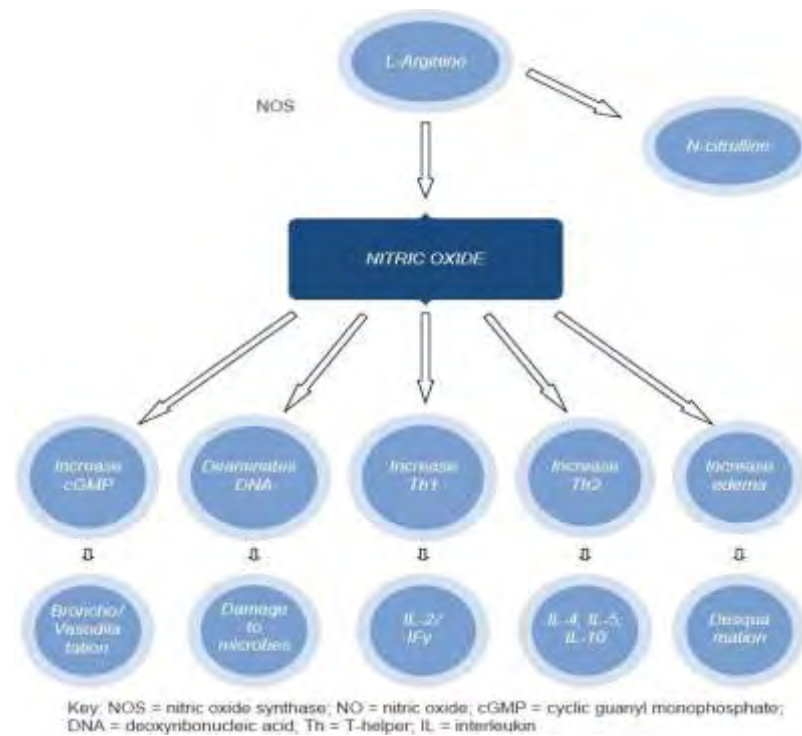 L-Arginine
NOS
N-citrulline
NITRIC OXIDE
Increase
cGMP
Deaminates
DNA
Increase
Th1
Increase
Th2
Increase
edema
Broncho/
Vasodila
tation
Damage
to
microbes
IL-2/
IFγ
IL-4, IL-5,
IL-10
Desqua
mation
Key: NOS = nitric oxide synthase; NO = nitric oxide; cGMP = cyclic guanyl monophosphate;
DNA = deoxyribonucleic acid; Th = T-helper; IL = interleukin